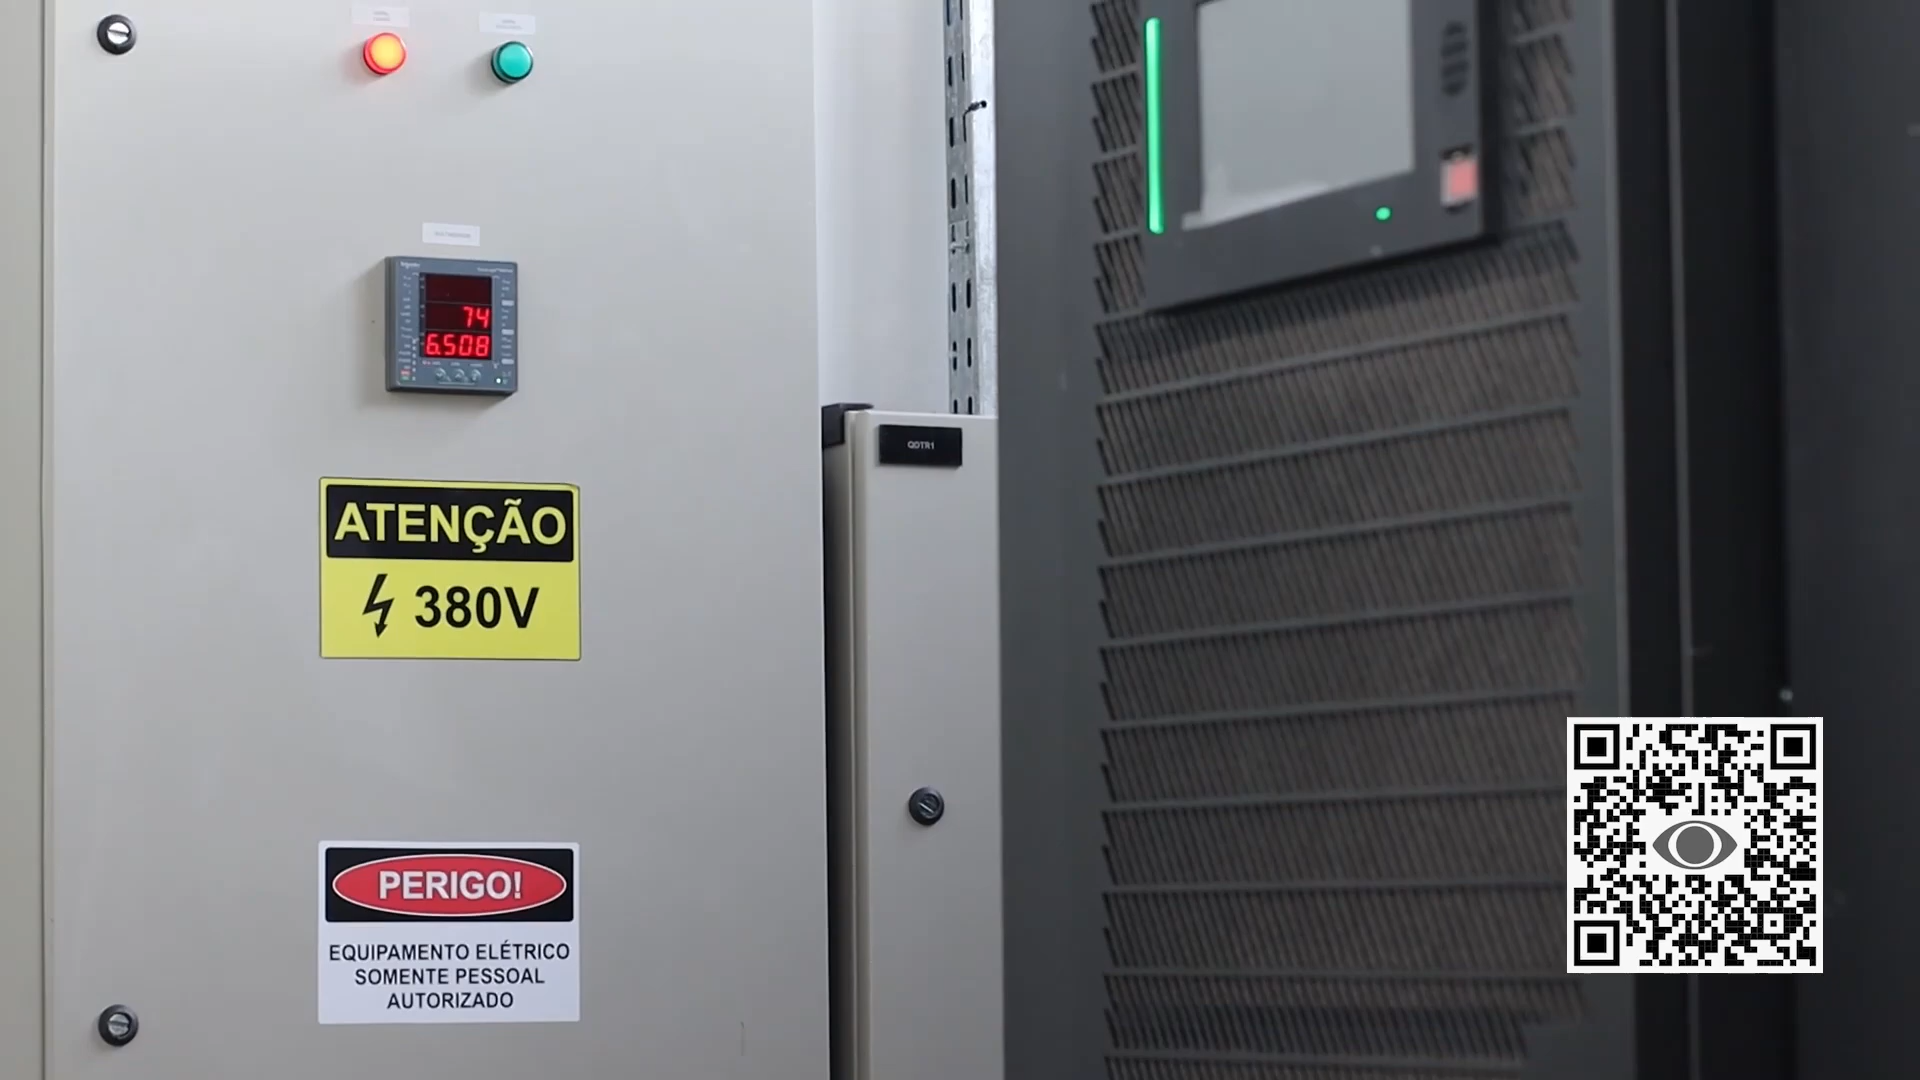 74
6.508
ATENÇÃO
380V
QDTR1
PERIGO!
EQUIPAMENTO ELÉTRICO
SOMENTE PESSOAL
AUTORIZADO